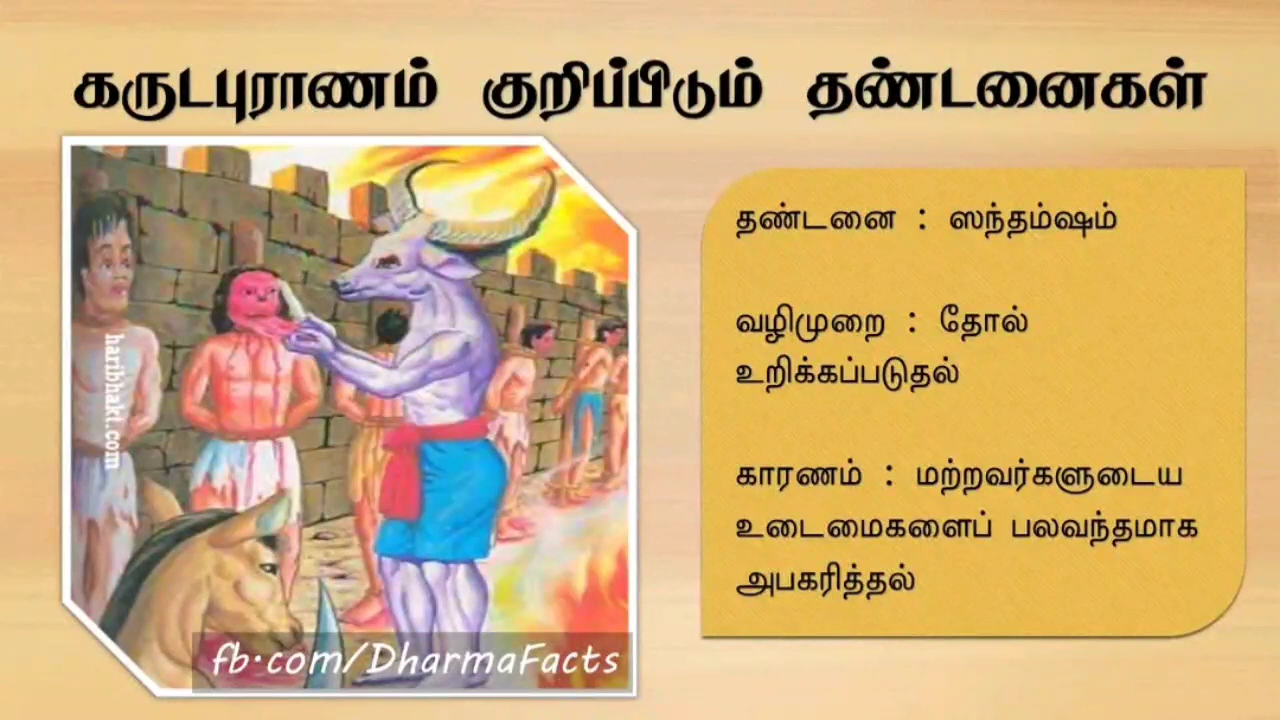 கருடபுராணம் குறிப்பிடும் தண்டனைகள்
haribhakt.com
fb.com/DharmaFacts
தண்டனை : ஸந்தம்ஷம்
வழிமுறை : தோல்
உறிக்கப்படுதல்
காரணம் : மற்றவர்களுடைய
உடைமைகளைப் பலவந்தமாக
அபகரித்தல்